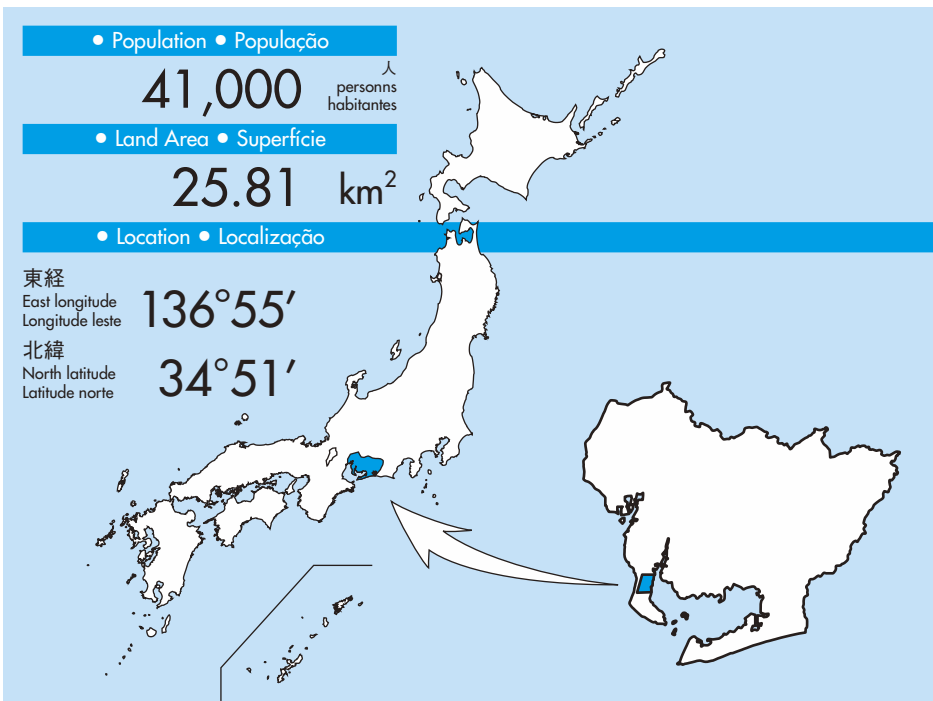 ● Population ● População
41,000
人
personns
habitantes
● Land Area ● Superfície
25.81 km²
● Location ● Localização
東経
East longitude
Longitude leste
136°55′
北緯
North latitude
Latitude norte
34°51′